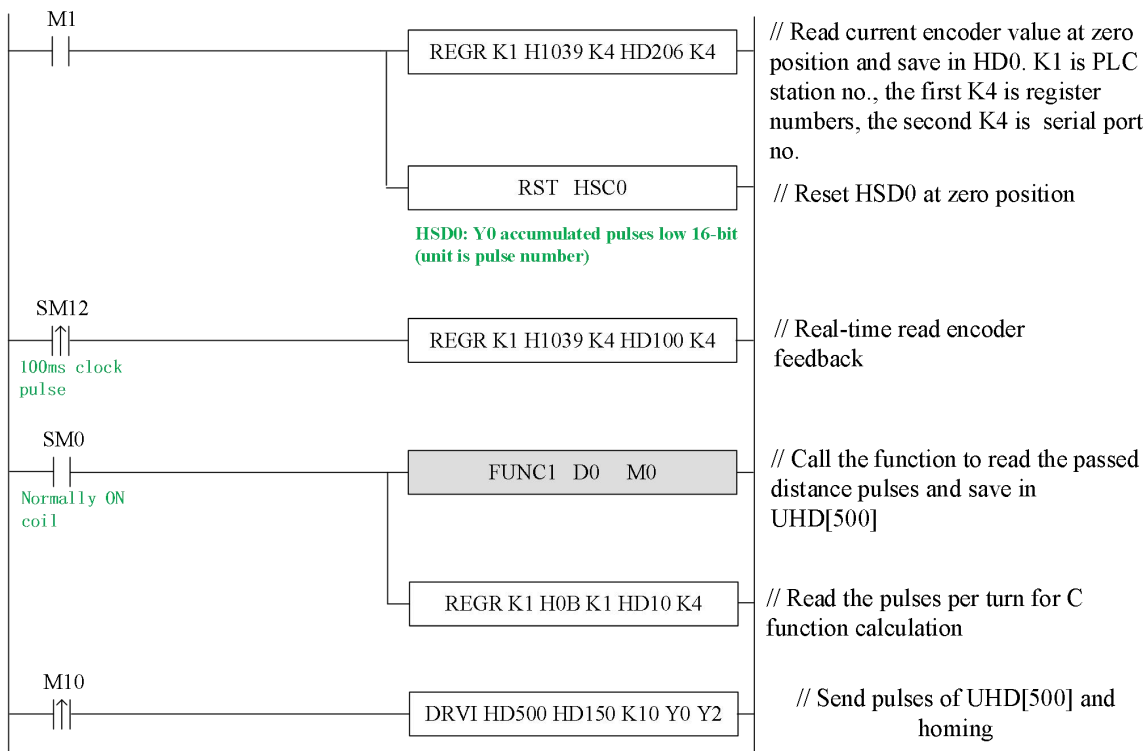 M1
REGR K1 H1039 K4 HD206 K4
// Read current encoder value at zero
position and save in HD0. K1 is PLC
station no., the first K4 is register
numbers, the second K4 is serial port
no.
RST HSC0
// Reset HSD0 at zero position
HSD0: Y0 accumulated pulses low 16-bit
(unit is pulse number)
SM12
REGR K1 H1039 K4 HD100 K4
// Real-time read encoder
feedback
100ms clock
pulse
SM0
FUNC1 D0 M0
// Call the function to read the passed
distance pulses and save in
UHD[500]
Normally ON
coil
REGR K1 H0B K1 HD10 K4
// Read the pulses per turn for C
function calculation
M10
DRVI HD500 HD150 K10 Y0 Y2
// Send pulses of UHD[500] and
homing